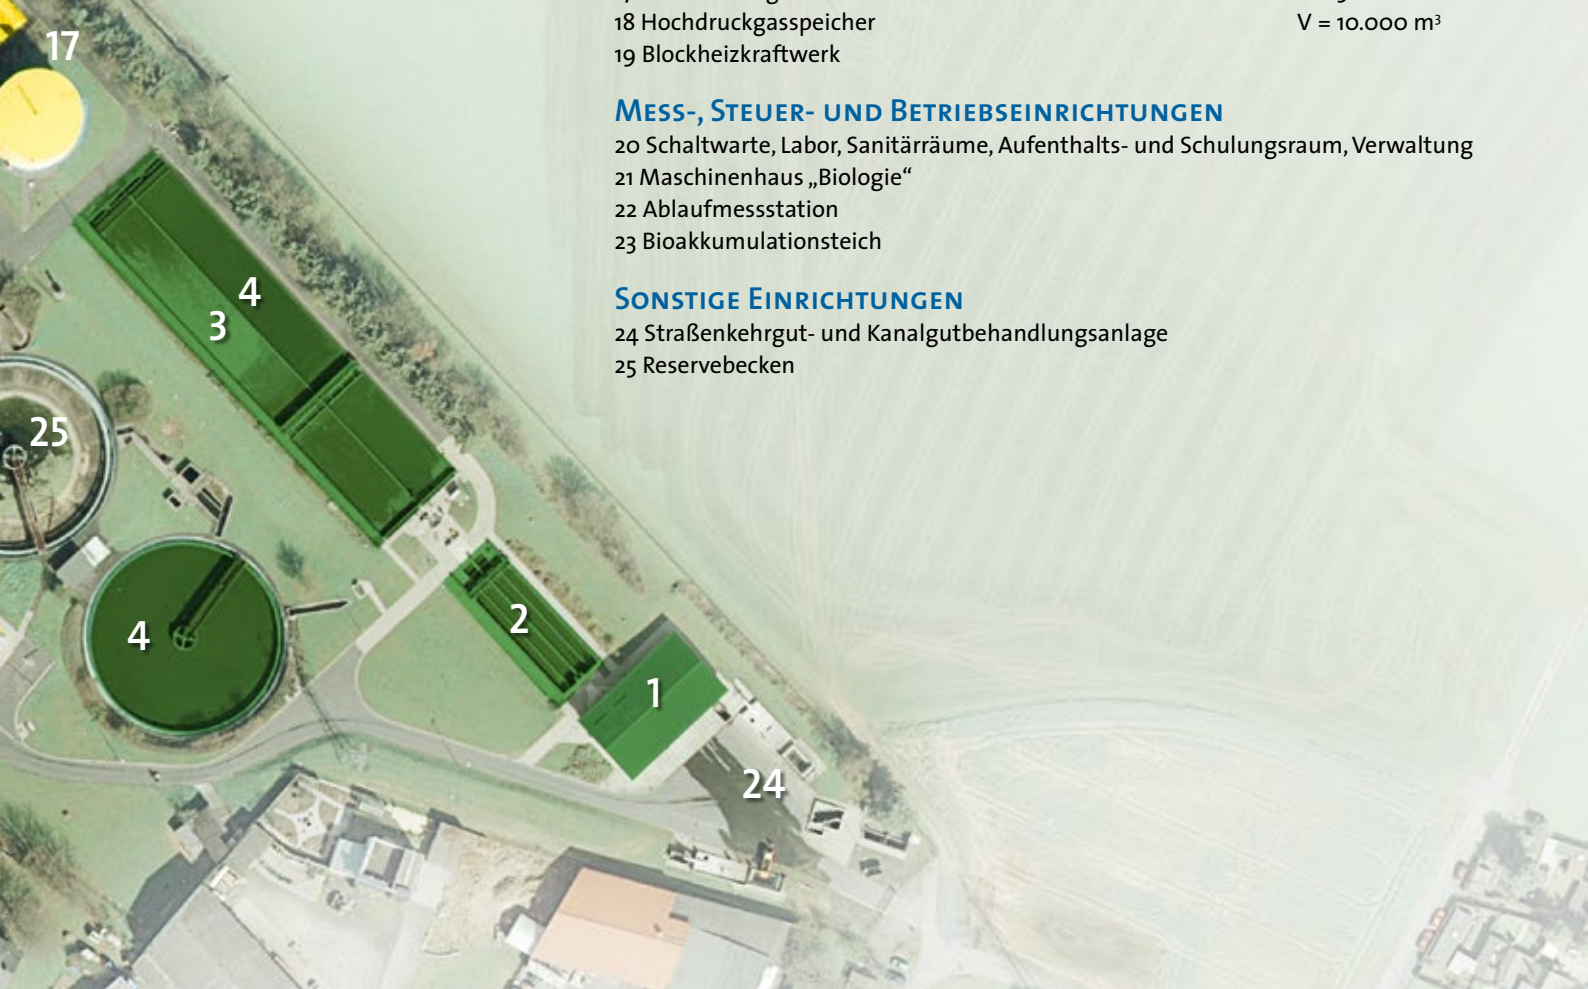 18 Hochdruckgasspeicher V = 10.000 m³
19 Blockheizkraftwerk
Mess-, Steuer- und Betriebseinrichtungen
20 Schaltwarte, Labor, Sanitärräume, Aufenthalts- und Schulungsraum, Verwaltung
21 Maschinenhaus „Biologie“
22 Ablaufmessstation
23 Bioakkumulationsteich
Sonstige Einrichtungen
24 Straßenkehrgut- und Kanalgutbehandlungsanlage
25 Reservebecken
17
4
3
25
4
2
1
24